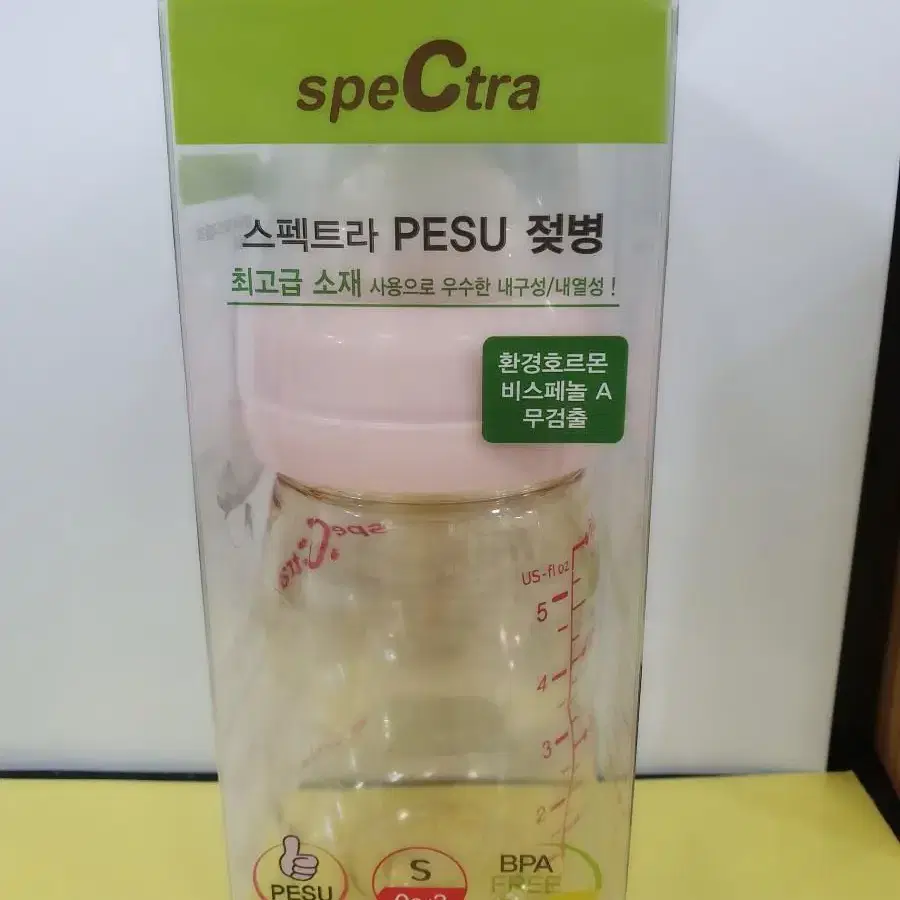 speCtra
스펙트라 PESU 젖병
최고급 소재 사용으로 우수한 내구성/내열성 !
환경호르몬
비스페놀 A
무검출
speCtra
US-fl oz
5
4
3
2
PESU
S
BPA
FREE